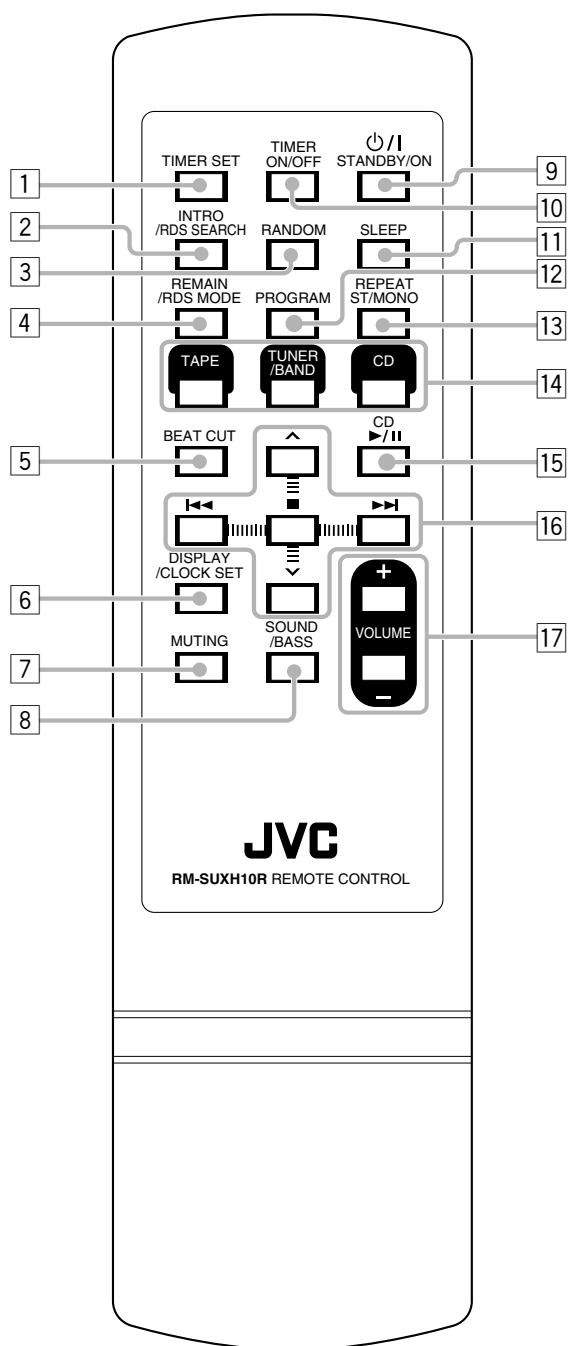 TIMER SET
TIMER
ON/OFF
⏻/I
STANDBY/ON
1
9
10
INTRO
/RDS SEARCH
RANDOM
SLEEP
2
3
11
12
REMAIN
/RDS MODE
PROGRAM
REPEAT
ST/MONO
4
13
TAPE
TUNER
/BAND
CD
14
BEAT CUT
CD
►/II
5
15
16
DISPLAY
/CLOCK SET
6
+
VOLUME
–
17
MUTING
SOUND
/BASS
7
8
JVC
RM-SUXH10R REMOTE CONTROL